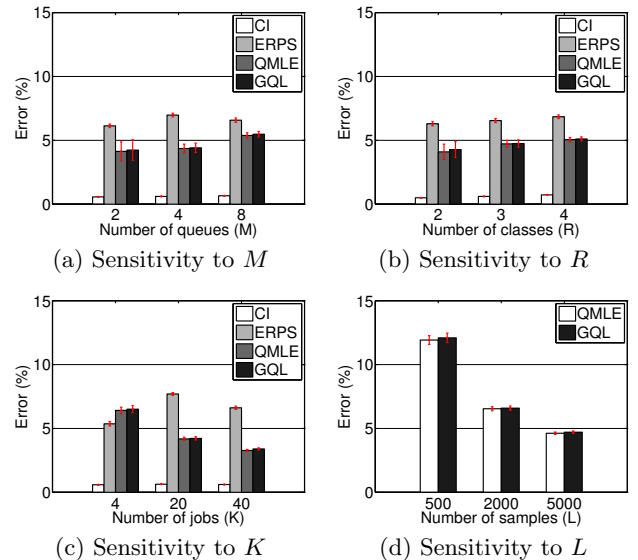 15
10
5
0
Error (%)
CI
ERPS
QMLE
GQL
2 4 8
Number of queues (M)
(a) Sensitivity to M
15
10
5
0
Error (%)
CI
ERPS
QMLE
GQL
2 3 4
Number of classes (R)
(b) Sensitivity to R
15
10
5
0
Error (%)
CI
ERPS
QMLE
GQL
4 20 40
Number of jobs (K)
(c) Sensitivity to K
15
10
5
0
Error (%)
QMLE
GQL
500 2000 5000
Number of samples (L)
(d) Sensitivity to L